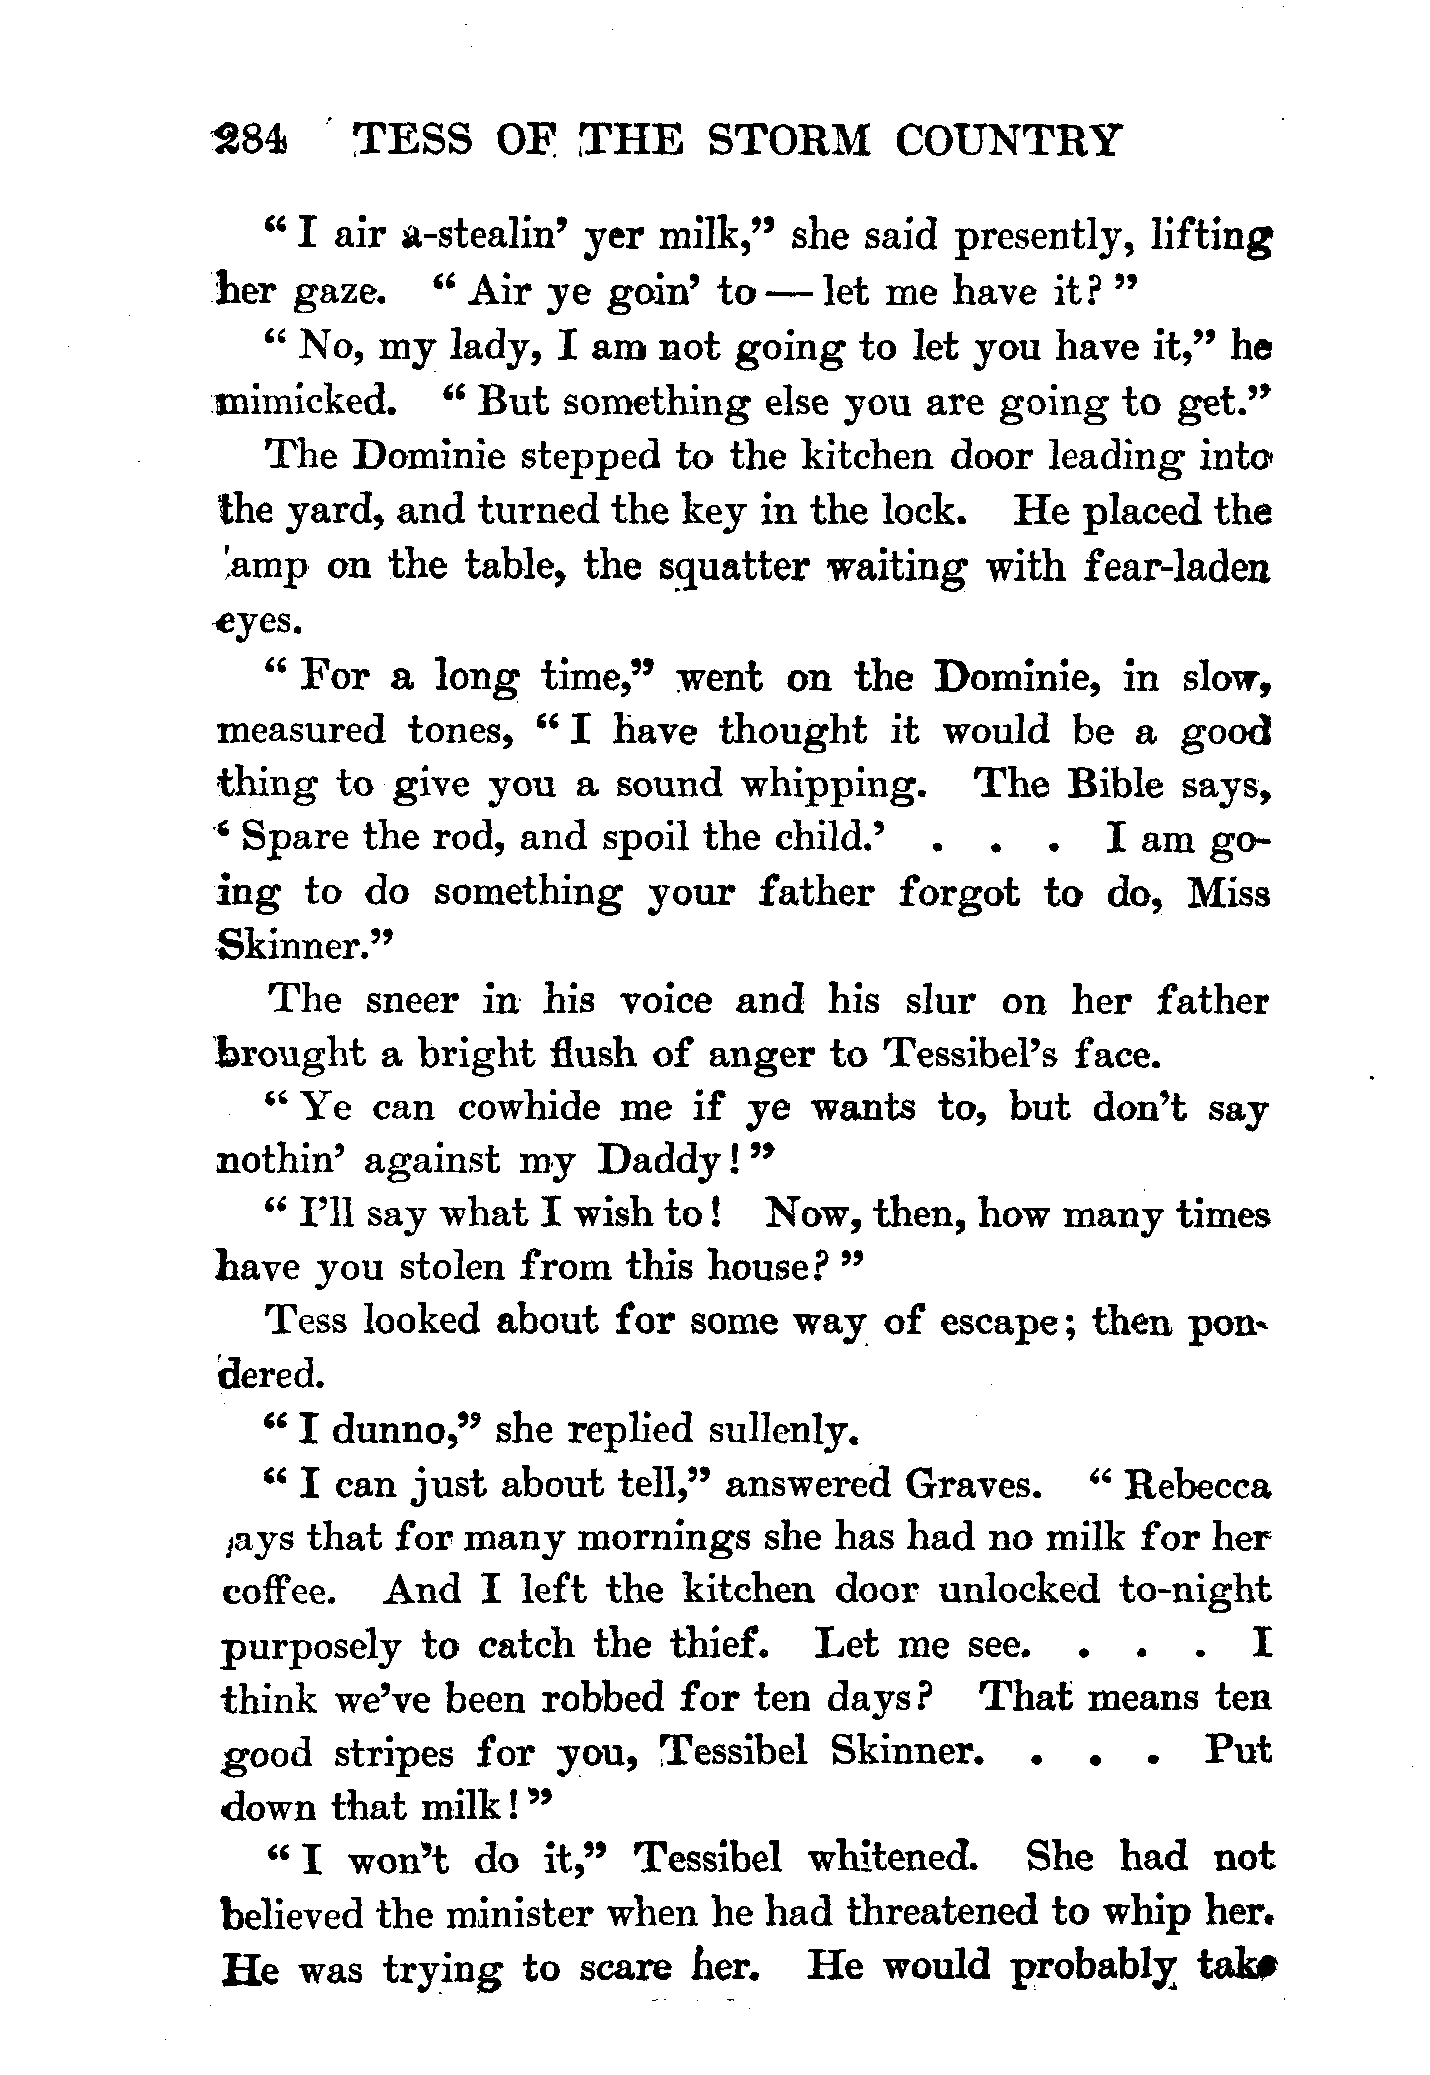 284 TESS OF THE STORM COUNTRY
“ I air a-stealin’ yer milk,” she said presently, lifting
her gaze. “ Air ye goin’ to — let me have it? ”
“ No, my lady, I am not going to let you have it,” he
mimicked. “ But something else you are going to get.”
The Dominie stepped to the kitchen door leading into
the yard, and turned the key in the lock. He placed the
lamp on the table, the squatter waiting with fear-laden
eyes.
“ For a long time,” went on the Dominie, in slow,
measured tones, “ I have thought it would be a good
thing to give you a sound whipping. The Bible says,
‘ Spare the rod, and spoil the child.’ . . . I am go-
ing to do something your father forgot to do, Miss
Skinner.”
The sneer in his voice and his slur on her father
brought a bright flush of anger to Tessibel’s face.
“ Ye can cowhide me if ye wants to, but don’t say
nothin’ against my Daddy! ”
“ I’ll say what I wish to! Now, then, how many times
have you stolen from this house? ”
Tess looked about for some way of escape; then pon-
dered.
“ I dunno,” she replied sullenly.
“ I can just about tell,” answered Graves. “ Rebecca
says that for many mornings she has had no milk for her
coffee. And I left the kitchen door unlocked to-night
purposely to catch the thief. Let me see. . . . I
think we’ve been robbed for ten days? That means ten
good stripes for you, Tessibel Skinner. . . . Put
down that milk! ”
“ I won’t do it,” Tessibel whitened. She had not
believed the minister when he had threatened to whip her.
He was trying to scare her. He would probably take